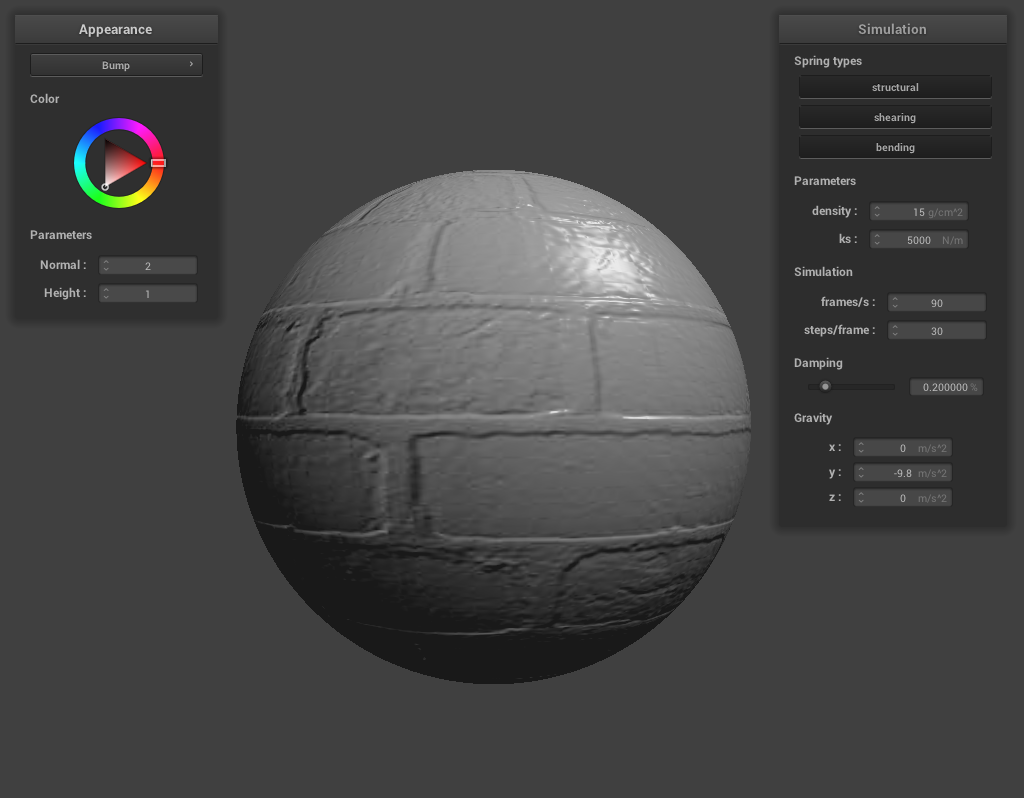 Appearance
Bump ›
Color
Parameters
Normal : 2
Height : 1
Simulation
Spring types
structural
shearing
bending
Parameters
density : 15 g/cm^2
ks : 5000 N/m
Simulation
frames/s : 90
steps/frame : 30
Damping
0.200000 %
Gravity
x : 0 m/s^2
y : -9.8 m/s^2
z : 0 m/s^2